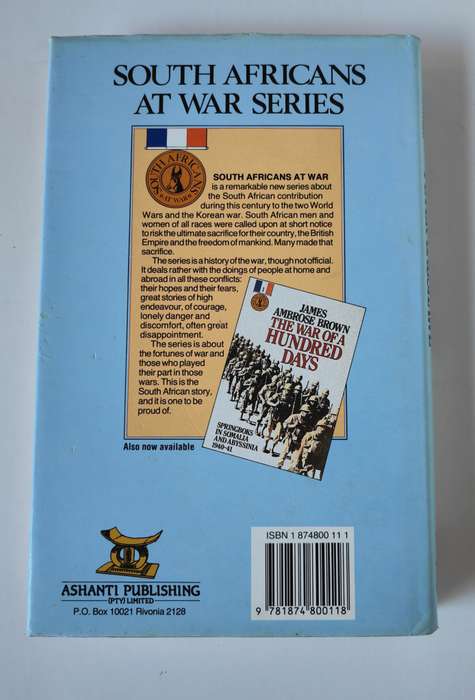 SOUTH AFRICANS
AT WAR SERIES
SOUTH AFRICANS
AT WAR
SOUTH AFRICANS AT WAR
is a remarkable new series about
the South African contribution
during this century to the two World
Wars and the Korean war. South African men and
women of all races were called upon at short notice
to risk the ultimate sacrifice for their country, the British
Empire and the freedom of mankind. Many made that
sacrifice.
The series is a history of the war, though not official.
It deals rather with the doings of people at home and
abroad in all these conflicts:
their hopes and their fears,
great stories of high
endeavour, of courage,
lonely danger and
discomfort, often great
disappointment.
The series is about
the fortunes of war and
those who played
their part in those
wars. This is the
South African story,
and it is one to be
proud of.
JAMES
AMBROSE BROWN
THE WAR OF A
HUNDRED
DAYS
SPRINGBOKS
IN SOMALIA
AND ABYSSINIA
1940-41
Also now available
ASHANTI PUBLISHING
(PTY) LIMITED
P.O. Box 10021 Rivonia 2128
ISBN 1 874800 11 1
9 781874 800118